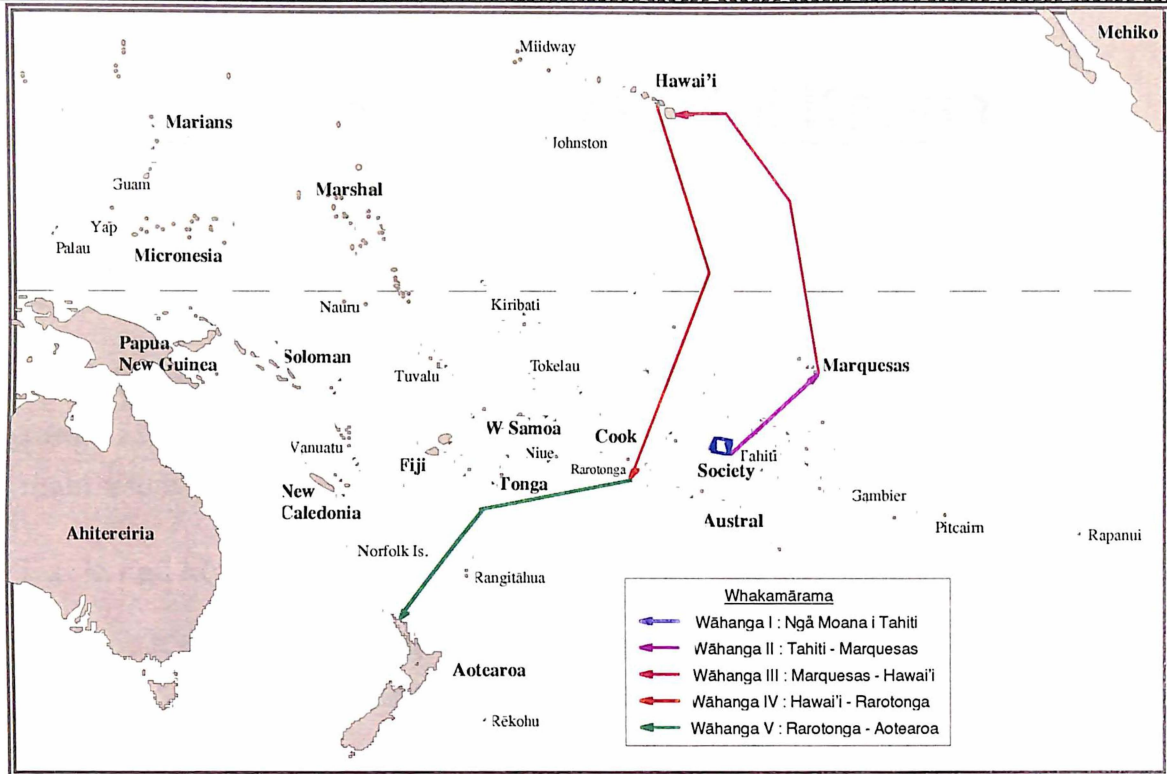 Mehiko
Miidway
Hawai'i
Marians
Johnston
Guam
Marshal
Yap
Palau
Micronesia
Nauru
Kiribati
Papua
New Guinea
Soloman
Tuvalu
Tokelau
Marquesas
W Samoa
Cook
Vanuatu
Fiji
Niue
Rarotonga
Tahiti
Society
Tonga
New
Caledonia
Gambier
Austral
Pitcairn
Ahitereiria
Rapanui
Norfolk Is.
Rangitāhua
Aotearoa
Rēkohu
Whakamārama
Wāhanga I : Ngā Moana i Tahiti
Wāhanga II : Tahiti - Marquesas
Wāhanga III : Marquesas - Hawai'i
Wāhanga IV : Hawai'i - Rarotonga
Wāhanga V : Rarotonga - Aotearoa